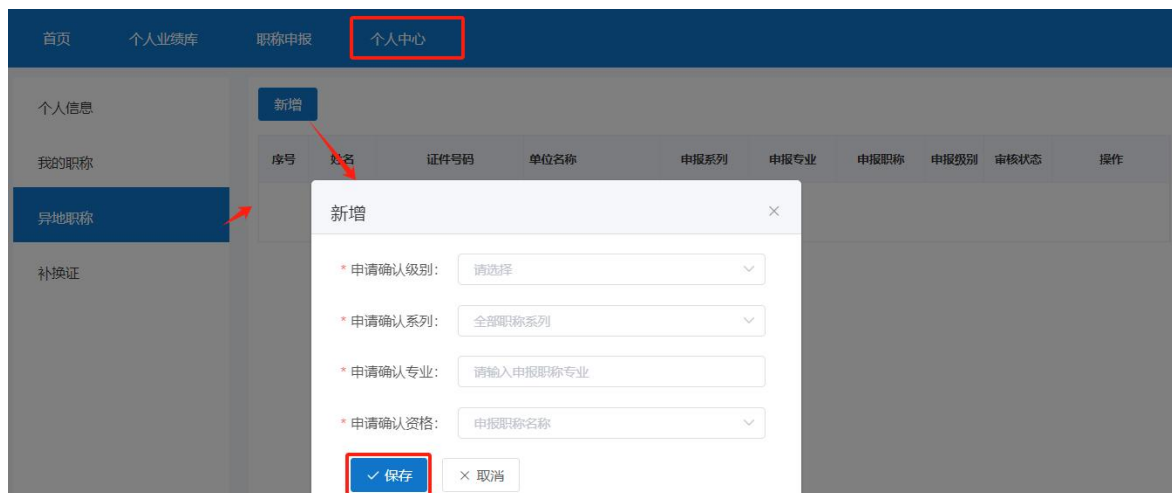 首页 个人业绩库 职称申报 个人中心
个人信息
新增
我的职称
序号 姓名 证件号码 单位名称 申报系列 申报专业 申报职称 申报级别 审核状态 操作
异地职称
新增
补换证
* 申请确认级别： 请选择
* 申请确认系列： 全部职称系列
* 申请确认专业： 请输入申报职称专业
* 申请确认资格： 申报职称名称
保存 取消